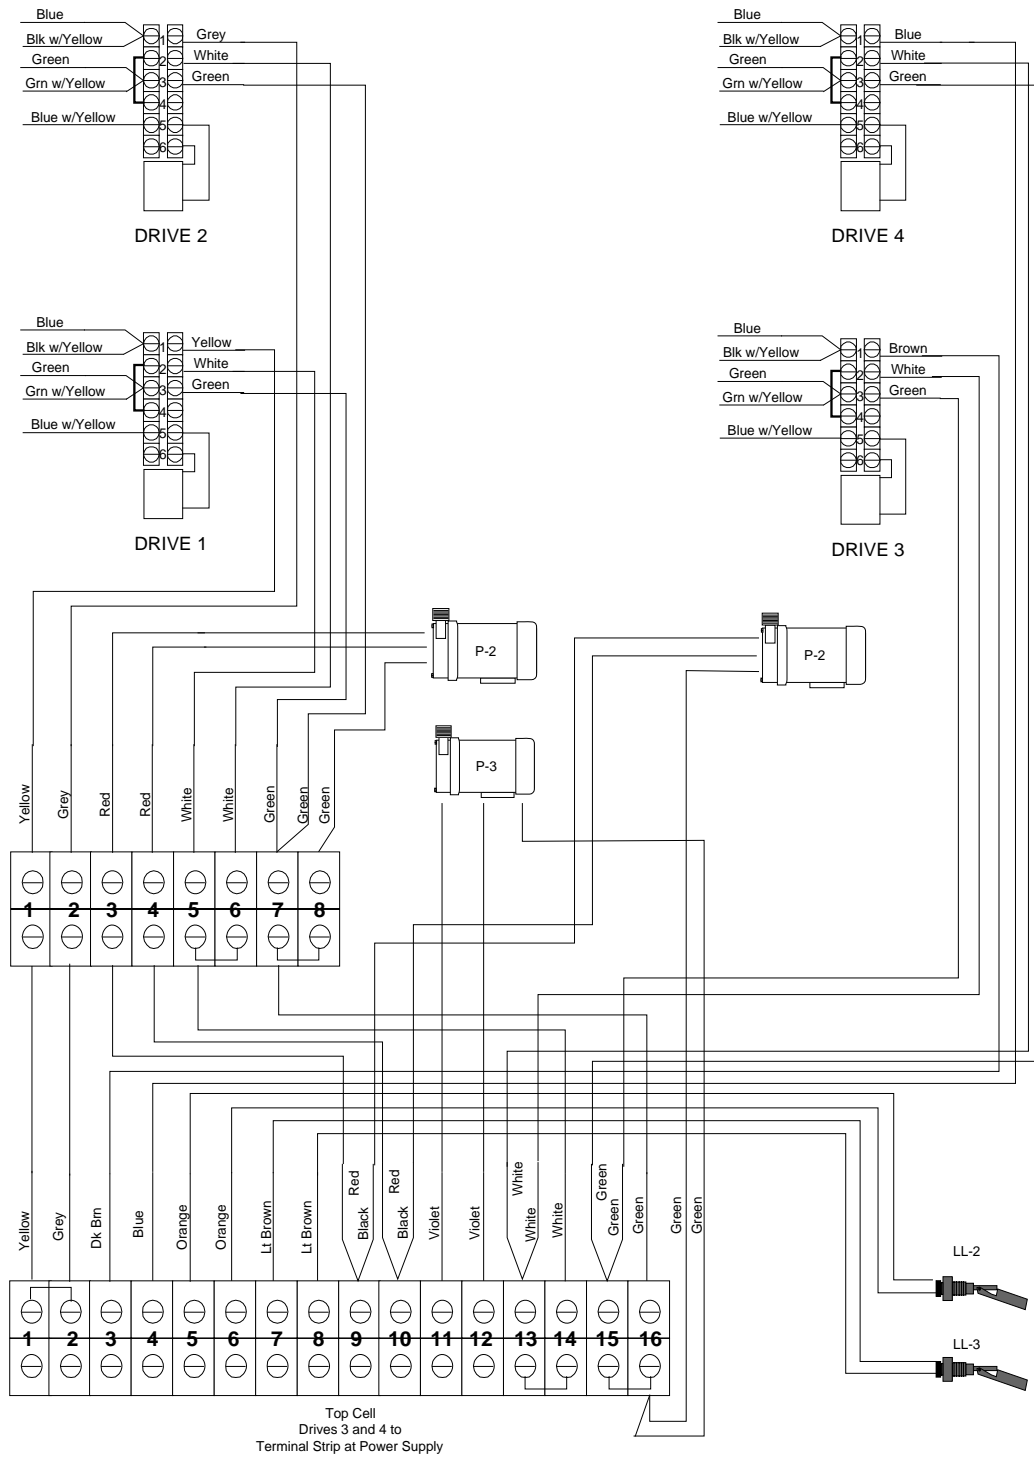 Blue
Blk w/Yellow
Green
Grn w/Yellow
Blue w/Yellow
1
2
3
4
5
6
Grey
White
Green
DRIVE 2
Blue
Blk w/Yellow
Green
Grn w/Yellow
Blue w/Yellow
1
2
3
4
5
6
Blue
White
Green
DRIVE 4
Blue
Blk w/Yellow
Green
Grn w/Yellow
Blue w/Yellow
1
2
3
4
5
6
Yellow
White
Green
DRIVE 1
Blue
Blk w/Yellow
Green
Grn w/Yellow
Blue w/Yellow
1
2
3
4
5
6
Brown
White
Green
DRIVE 3
P-2
P-2
P-3
Yellow
Grey
Red
Red
White
White
Green
Green
Green
1 2 3 4 5 6 7 8
Yellow
Grey
Dk Brn
Blue
Orange
Orange
Lt Brown
Lt Brown
Red
Black
Red
Black
Violet
Violet
White
White
White
Green
Green
Green
Green
Green
LL-2
LL-3
1 2 3 4 5 6 7 8 9 10 11 12 13 14 15 16
Top Cell
Drives 3 and 4 to
Terminal Strip at Power Supply